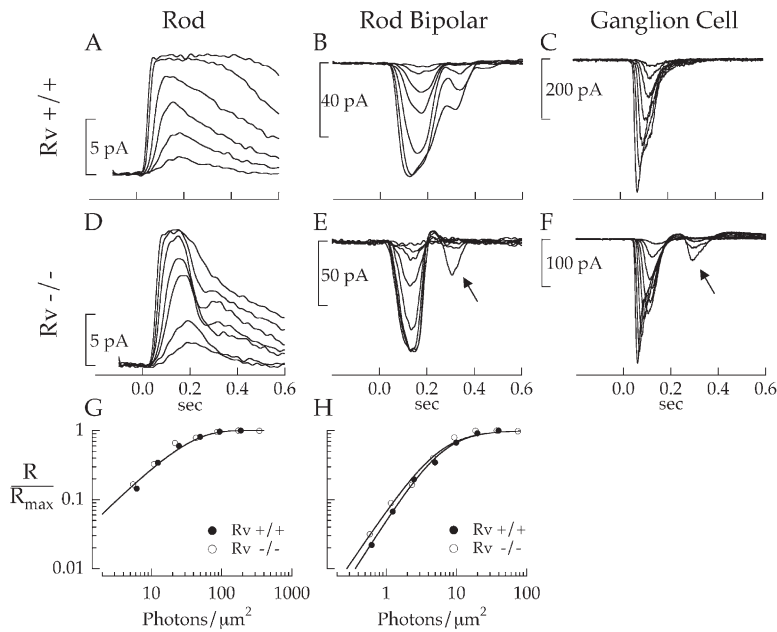 Rod
Rod Bipolar
Ganglion Cell
A
B
C
Rv +/+
5 pA
40 pA
200 pA
D
E
F
Rv -/-
5 pA
50 pA
100 pA
0.0 0.2 0.4 0.6
sec
0.0 0.2 0.4 0.6
sec
0.0 0.2 0.4 0.6
sec
G
H
R
Rmax
1
0.1
0.01
Rv +/+
Rv -/-
Rv +/+
Rv -/-
10 100 1000
Photons/μm2
1 10 100
Photons/μm2